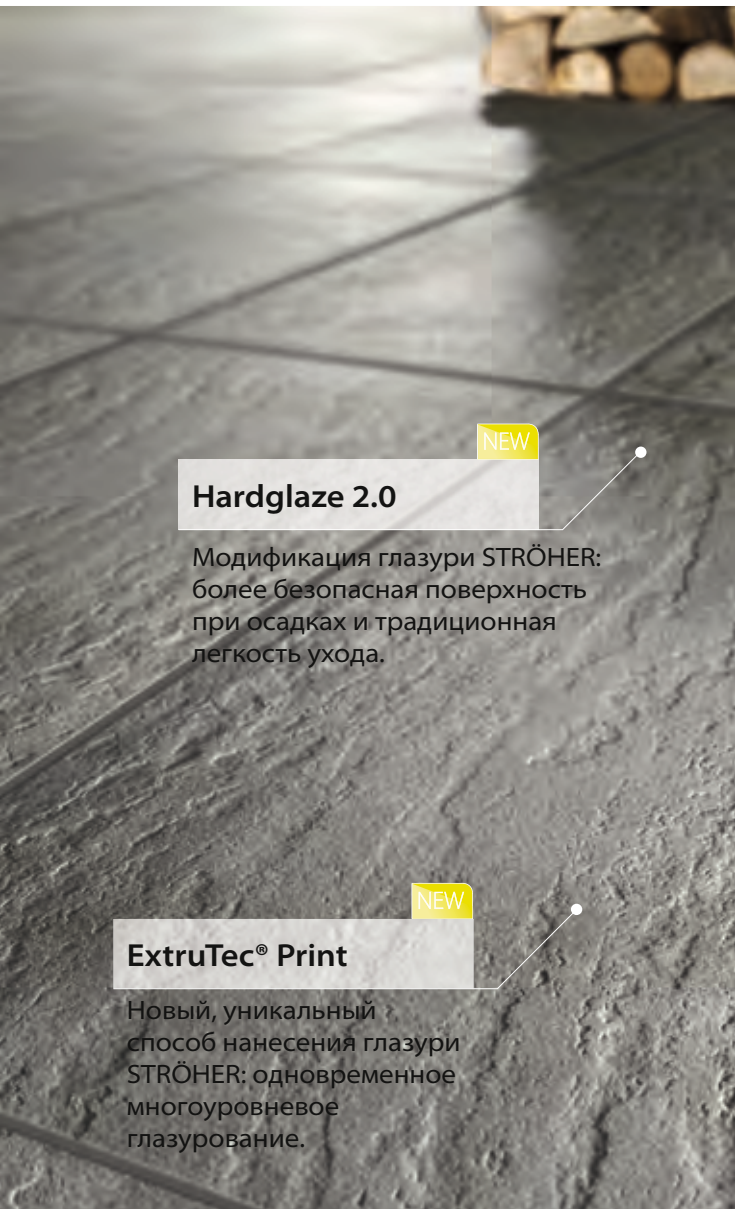 NEW
Hardglaze 2.0
Модификация глазури STRÖHER:
более безопасная поверхность
при осадках и традиционная
легкость ухода.
NEW
ExtruTec® Print
Новый, уникальный
способ нанесения глазури
STRÖHER: одновременное
многоуровневое
глазурование.